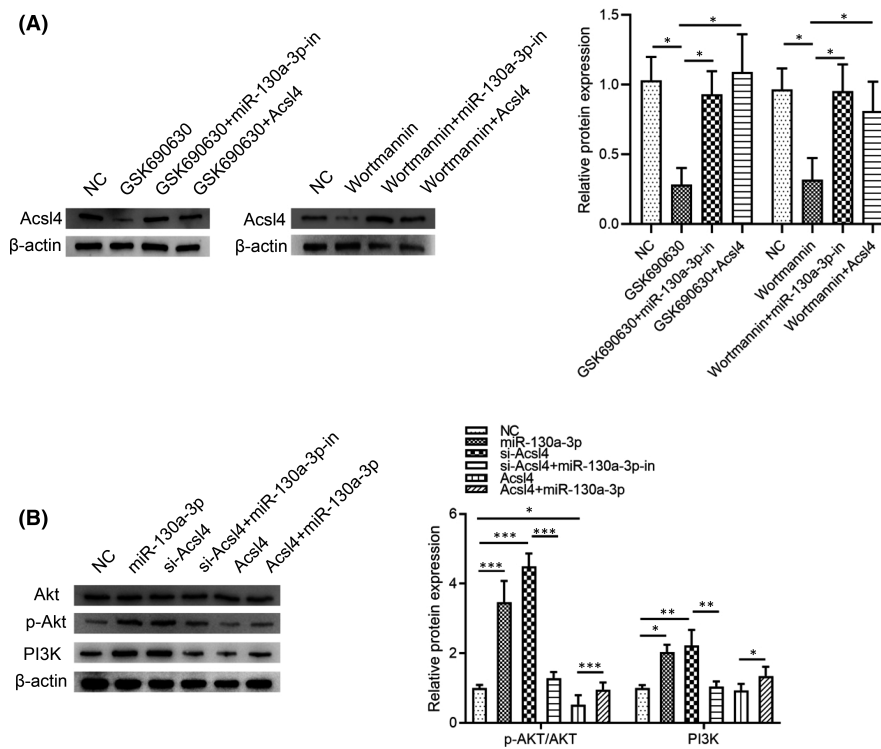 (A)
NC
GSK690630
GSK690630+miR-130a-3p-in
GSK690630+Acsl4
Acsl4
β-actin
NC
Wortmannin
Wortmannin+miR-130a-3p-in
Wortmannin+Acsl4
Acsl4
β-actin
Relative protein expression
1.5
1.0
0.5
0.0
*
*
*
*
*
*
NC
GSK690630
GSK690630+miR-130a-3p-in
GSK690630+Acsl4
NC
Wortmannin
Wortmannin+miR-130a-3p-in
Wortmannin+Acsl4
(B)
NC
miR-130a-3p
si-Acsl4
si-Acsl4+miR-130a-3p-in
Acsl4
Acsl4+miR-130a-3p
Akt
p-Akt
PI3K
β-actin
NC
miR-130a-3p
si-Acsl4
si-Acsl4+miR-130a-3p-in
Acsl4
Acsl4+miR-130a-3p
Relative protein expression
6
4
2
0
*
***
***
***
***
**
*
**
*
p-AKT/AKT
PI3K